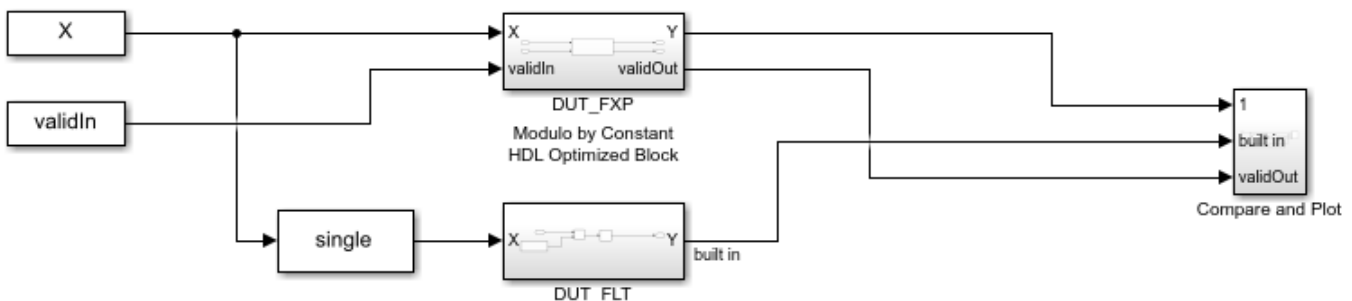 X
validIn
X
Y
validIn
validOut
DUT_FXP
Modulo by Constant
HDL Optimized Block
single
X
Y
built in
DUT_FLT
1
built in
validOut
Compare and Plot